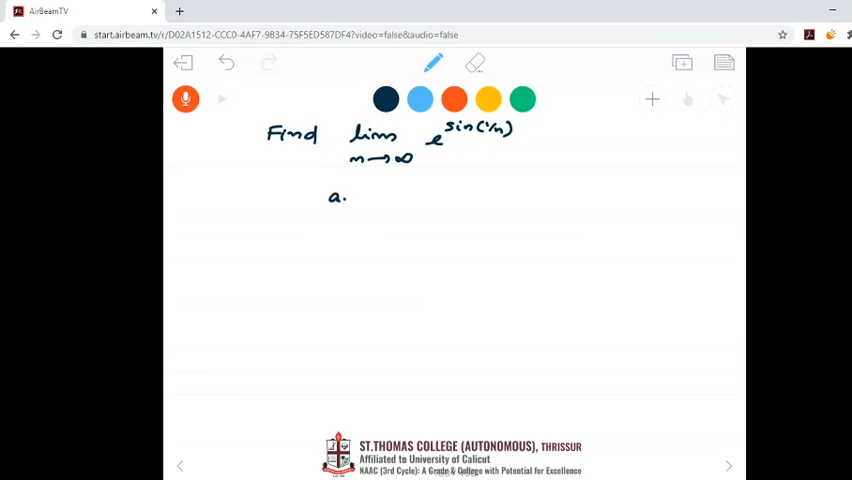 AirBeamTV
start.airbeam.tv/r/D02A1512-CCC0-4AF7-9834-75F5ED587DF4?video=false&audio=false
Find lim e^sin(1/n)
n→∞
a.
ST.THOMAS COLLEGE (AUTONOMOUS), THRISSUR
Affiliated to University of Calicut
NAAC (3rd Cycle): A Grade & College with Potential for Excellence